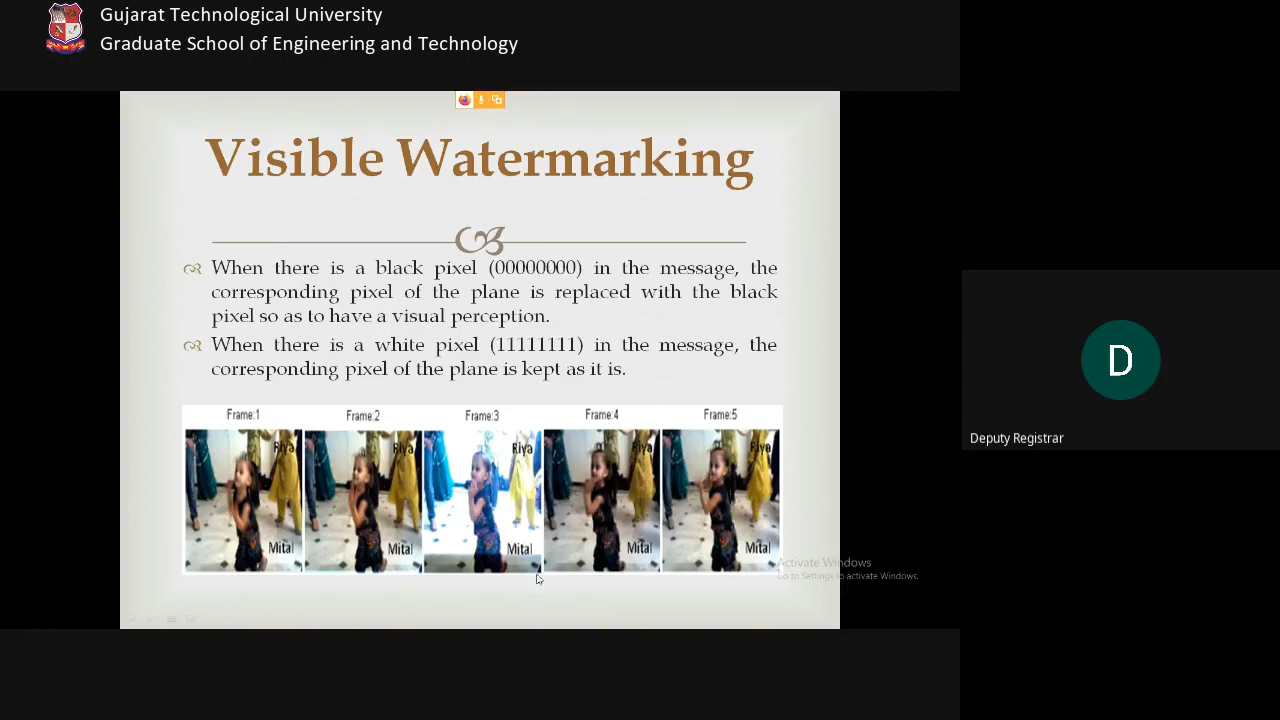 Gujarat Technological University
Graduate School of Engineering and Technology
Visible Watermarking
When there is a black pixel (00000000) in the message, the
corresponding pixel of the plane is replaced with the black
pixel so as to have a visual perception.
When there is a white pixel (11111111) in the message, the
corresponding pixel of the plane is kept as it is.
Frame:1 Frame:2 Frame:3 Frame:4 Frame:5
Riya Riya Riya Riya Riya
Mital Mital Mital Mital Mital
Activate Windows
Go to Settings to activate Windows.
D
Deputy Registrar